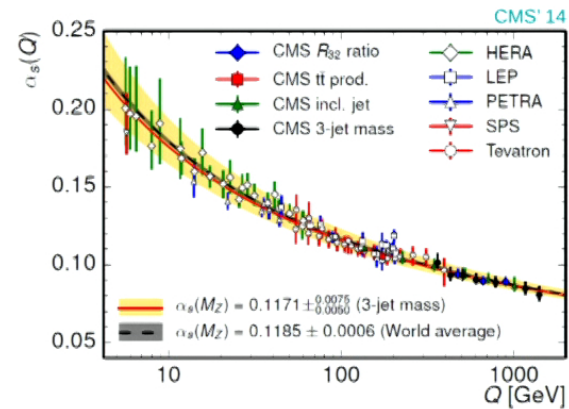 CMS' 14
0.25
0.20
0.15
0.10
0.05
αs(Q)
CMS R32 ratio
CMS tt̄ prod.
CMS incl. jet
CMS 3-jet mass
HERA
LEP
PETRA
SPS
Tevatron
αs(MZ) = 0.1171 ±0.0075 0.0050 (3-jet mass)
αs(MZ) = 0.1185 ± 0.0006 (World average)
10 100 1000
Q [GeV]